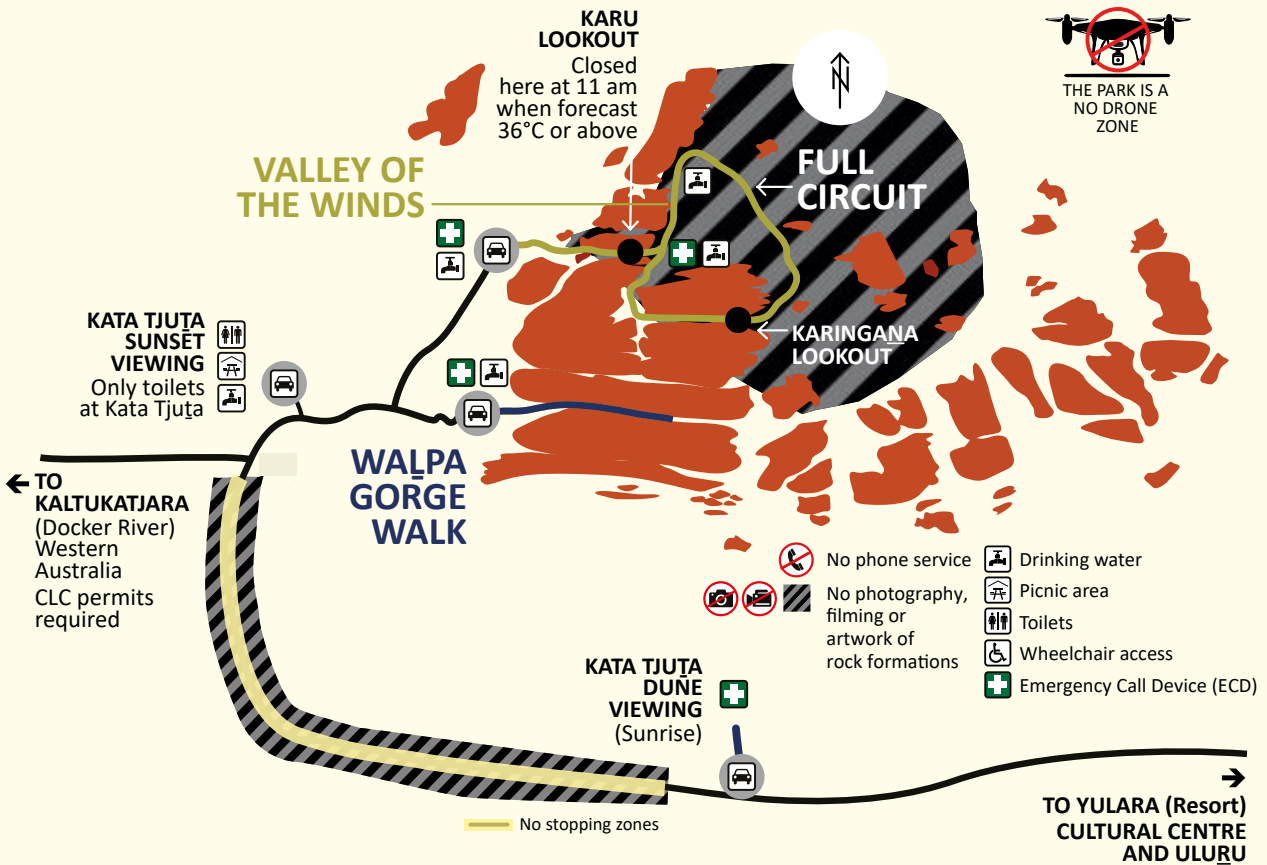 KARU
LOOKOUT
Closed
here at 11 am
when forecast
36°C or above
N
THE PARK IS A
NO DRONE
ZONE
VALLEY OF
THE WINDS
FULL
CIRCUIT
KATA TJUṮA
SUNSET
VIEWING
Only toilets
at Kata Tjuṯa
KARINGAṈA
LOOKOUT
WAḺPA
GORGE
WALK
TO
KALTUKATJARA
(Docker River)
Western
Australia
CLC permits
required
No phone service
No photography,
filming or
artwork of
rock formations
Drinking water
Picnic area
Toilets
Wheelchair access
Emergency Call Device (ECD)
KATA TJUṮA
DUNE
VIEWING
(Sunrise)
No stopping zones
TO YULARA (Resort)
CULTURAL CENTRE
AND ULUṞU